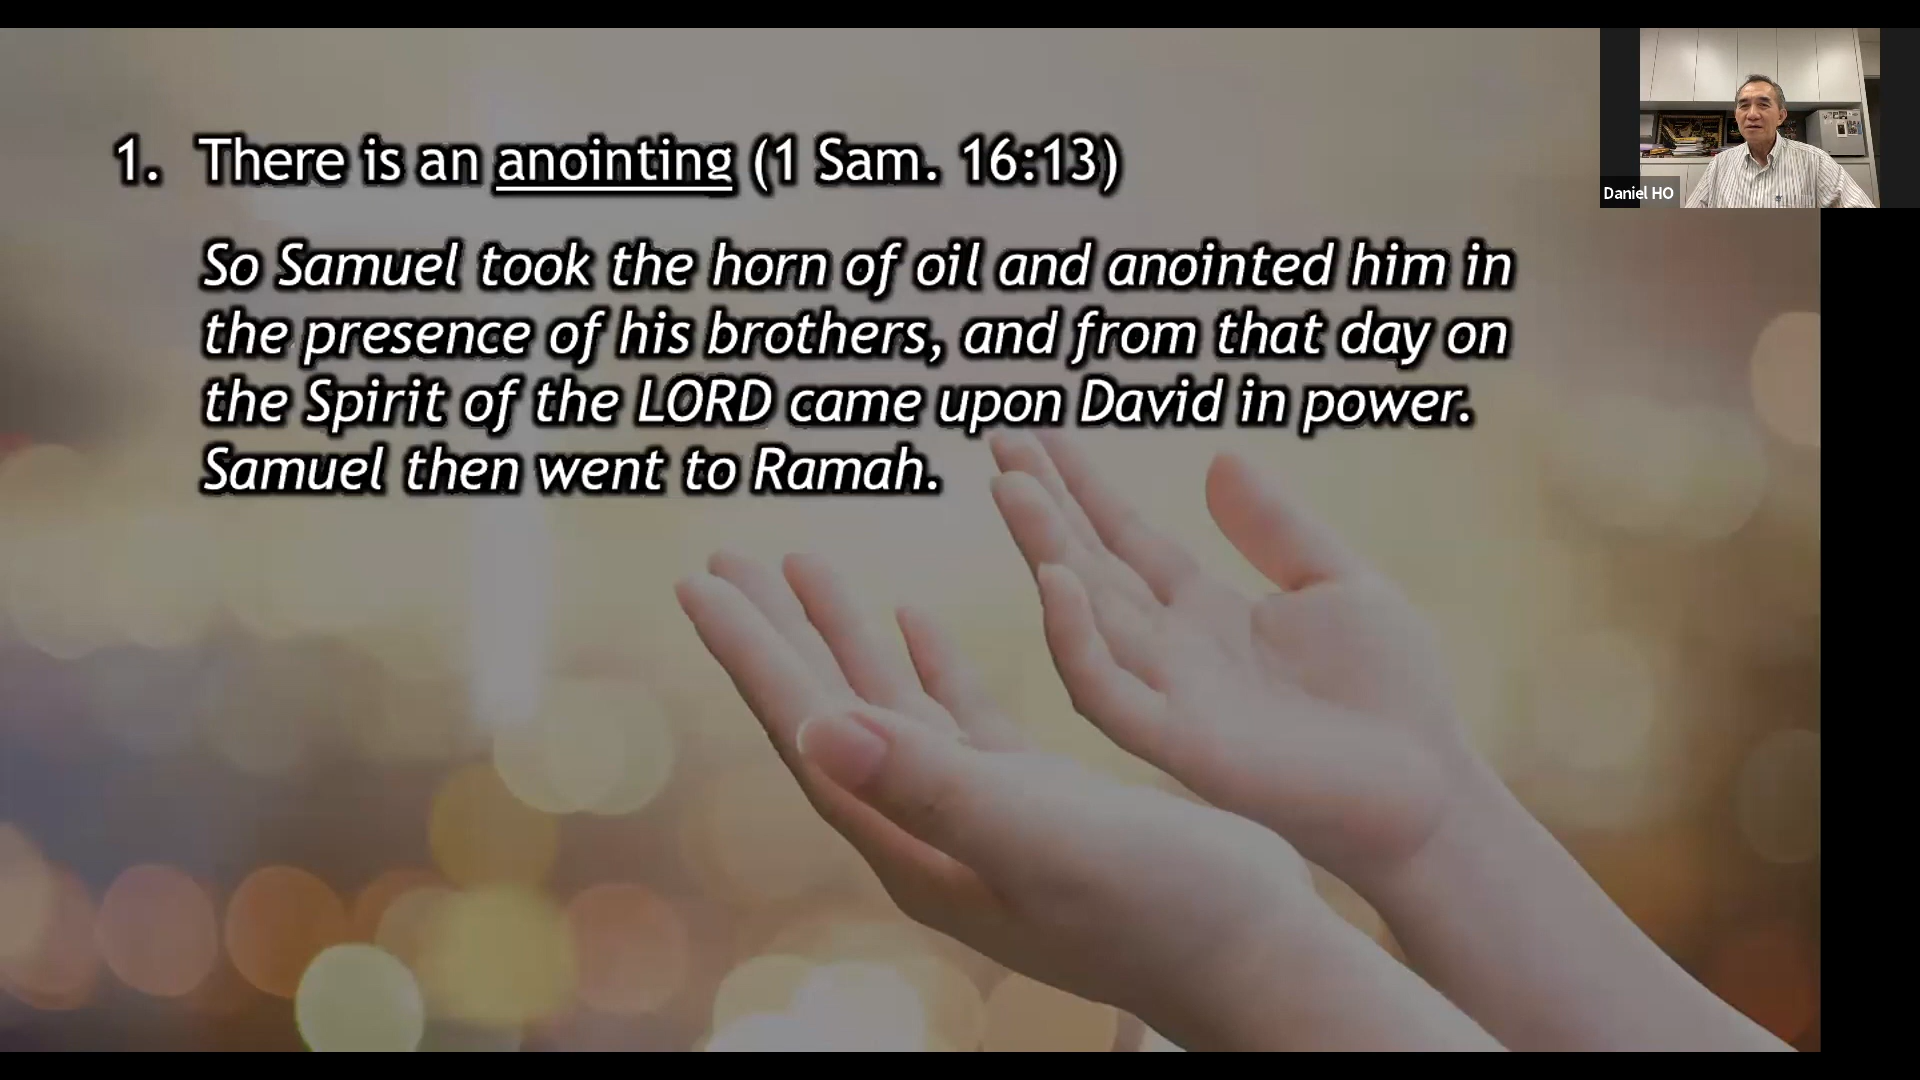 1. There is an anointing (1 Sam. 16:13)
So Samuel took the horn of oil and anointed him in
the presence of his brothers, and from that day on
the Spirit of the LORD came upon David in power.
Samuel then went to Ramah.
Daniel HO